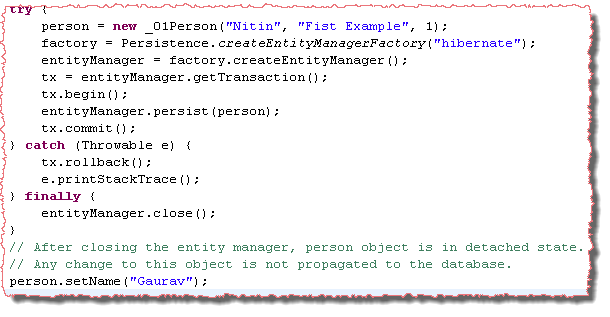 try {
person = new _01Person("Nitin", "Fist Example", 1);
factory = Persistence.createEntityManagerFactory("hibernate");
entityManager = factory.createEntityManager();
tx = entityManager.getTransaction();
tx.begin();
entityManager.persist(person);
tx.commit();
} catch (Throwable e) {
tx.rollback();
e.printStackTrace();
} finally {
entityManager.close();
}
// After closing the entity manager, person object is in detached state.
// Any change to this object is not propagated to the database.
person.setName("Gaurav");